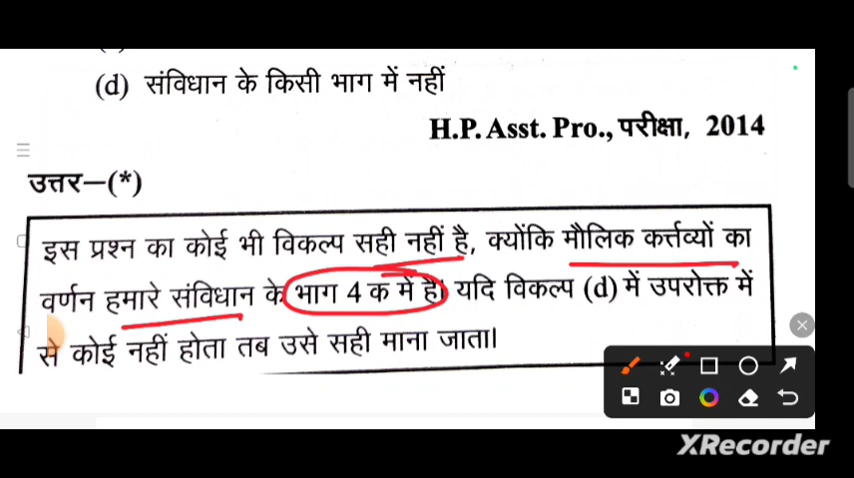 (d) संविधान के किसी भाग में नहीं
H.P. Asst. Pro., परीक्षा, 2014
उत्तर–(*)
इस प्रश्न का कोई भी विकल्प सही नहीं है, क्योंकि मौलिक कर्त्तव्यों का
वर्णन हमारे संविधान के भाग 4 क में है। यदि विकल्प (d) में उपरोक्त में
से कोई नहीं होता तब उसे सही माना जाता।
XRecorder